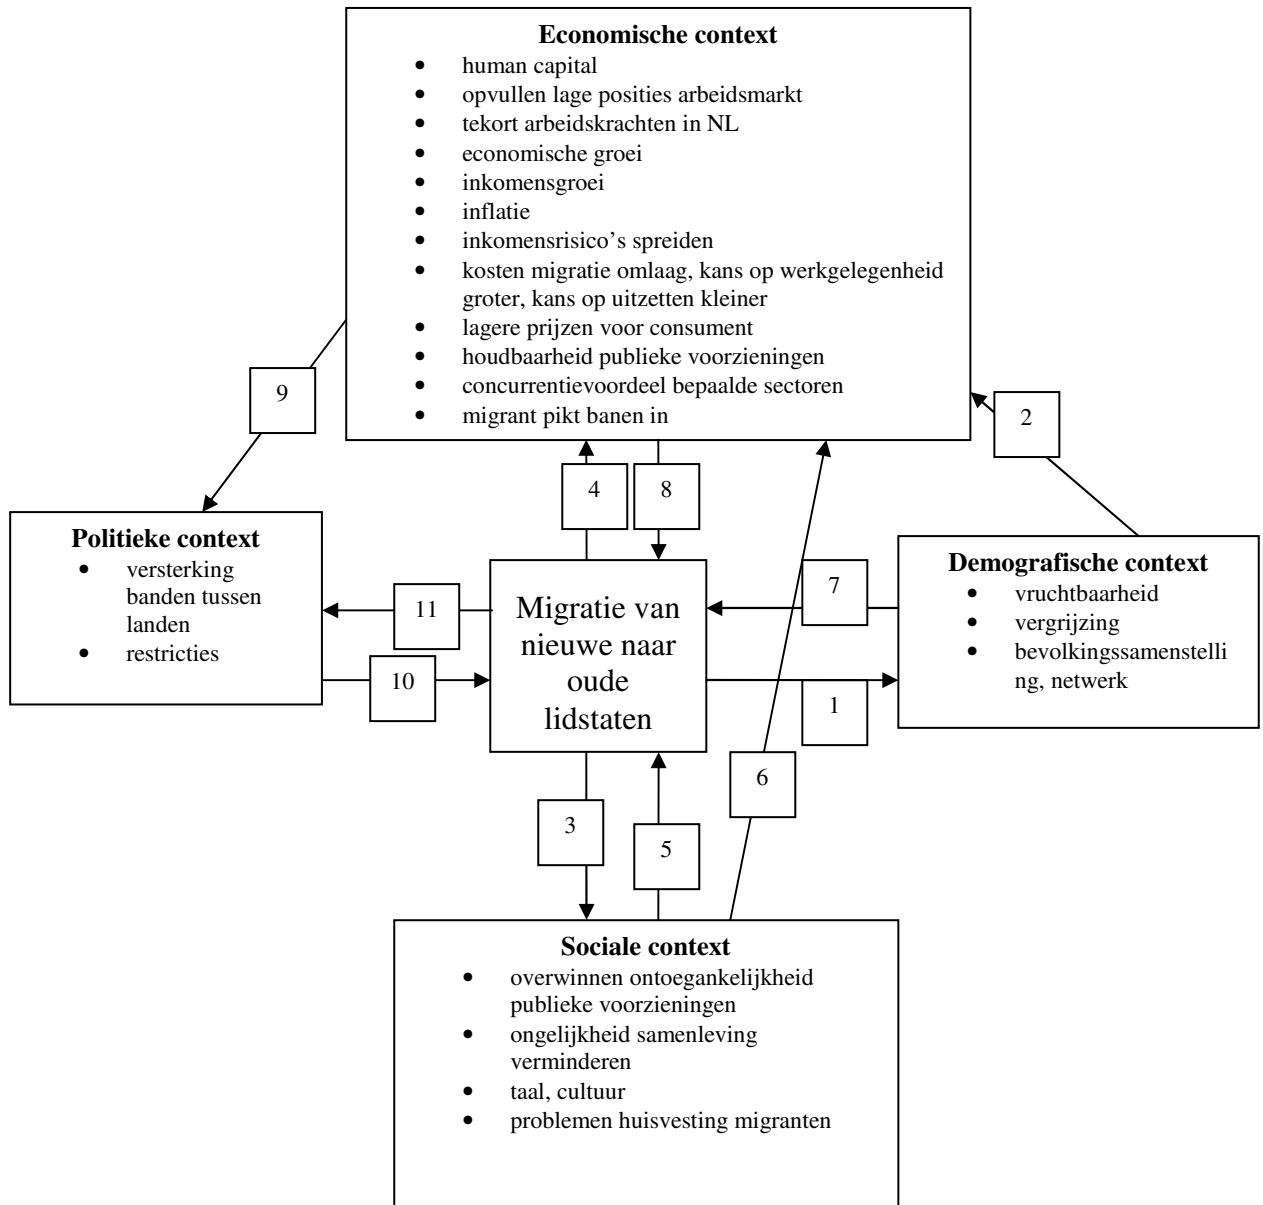 Economische context
• human capital
• opvullen lage posities arbeidsmarkt
• tekort arbeidskrachten in NL
• economische groei
• inkomensgroei
• inflatie
• inkomensrisico’s spreiden
• kosten migratie omlaag, kans op werkgelegenheid
groter, kans op uitzetten kleiner
• lagere prijzen voor consument
• houdbaarheid publieke voorzieningen
• concurrentievoordeel bepaalde sectoren
• migrant pikt banen in
9
2
4
8
Politieke context
• versterking
banden tussen
landen
• restricties
11
10
Migratie van
nieuwe naar
oude
lidstaten
7
1
Demografische context
• vruchtbaarheid
• vergrijzing
• bevolkingssamenstelli
ng, netwerk
3
5
6
Sociale context
• overwinnen ontoegankelijkheid
publieke voorzieningen
• ongelijkheid samenleving
verminderen
• taal, cultuur
• problemen huisvesting migranten